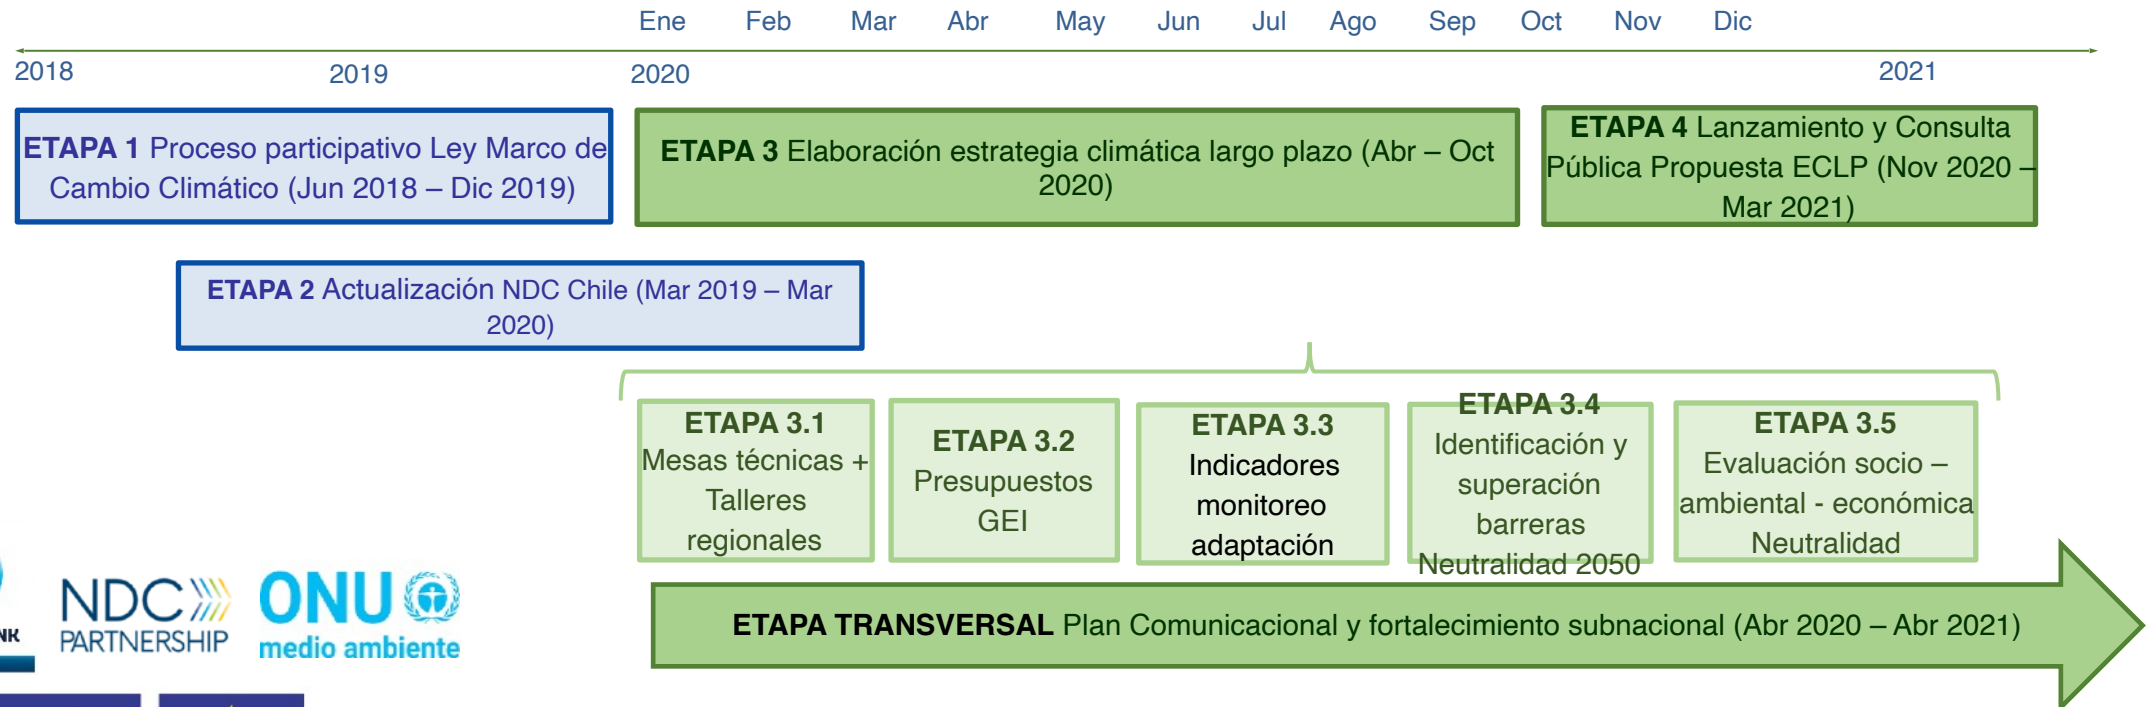 Ene Feb Mar Abr May Jun Jul Ago Sep Oct Nov Dic
2018 2019 2020 2021
ETAPA 1 Proceso participativo Ley Marco de
Cambio Climático (Jun 2018 – Dic 2019)
ETAPA 3 Elaboración estrategia climática largo plazo (Abr – Oct
2020)
ETAPA 4 Lanzamiento y Consulta
Pública Propuesta ECLP (Nov 2020 –
Mar 2021)
ETAPA 2 Actualización NDC Chile (Mar 2019 – Mar
2020)
ETAPA 3.1
Mesas técnicas +
Talleres
regionales
ETAPA 3.2
Presupuestos
GEI
ETAPA 3.3
Indicadores
monitoreo
adaptación
ETAPA 3.4
Identificación y
superación
barreras
Neutralidad 2050
ETAPA 3.5
Evaluación socio –
ambiental - económica
Neutralidad
NDC
PARTNERSHIP
ONU
medio ambiente
ETAPA TRANSVERSAL Plan Comunicacional y fortalecimiento subnacional (Abr 2020 – Abr 2021)